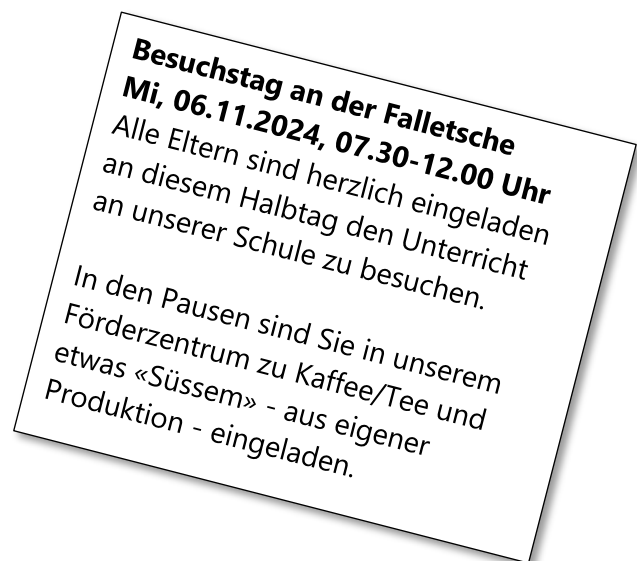 Besuchstag an der Falletsche
Mi, 06.11.2024, 07.30-12.00 Uhr
Alle Eltern sind herzlich eingeladen
an diesem Halbtag den Unterricht
an unserer Schule zu besuchen.
In den Pausen sind Sie in unserem
Förderzentrum zu Kaffee/Tee und
etwas «Süssem» - aus eigener
Produktion - eingeladen.